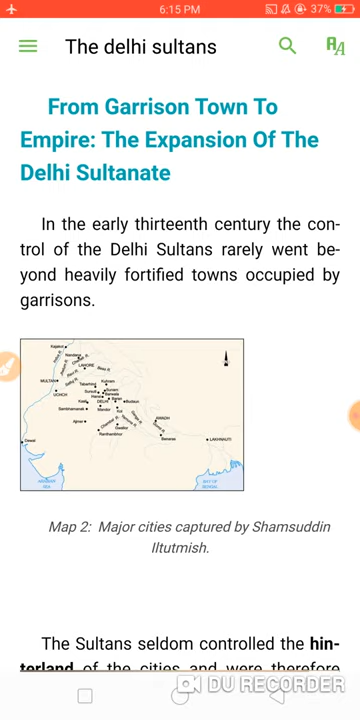 6:15 PM
37%
The delhi sultans
From Garrison Town To
Empire: The Expansion Of The
Delhi Sultanate
In the early thirteenth century the con-
trol of the Delhi Sultans rarely went be-
yond heavily fortified towns occupied by
garrisons.
LAHORE
MULTAN
UCHCH
DELHI
Ajmer
Gwalior
Ranthambhor
AWADH
Benaras
LAKHNAUTI
ARABIAN
SEA
BAY OF
BENGAL
Map 2: Major cities captured by Shamsuddin
Iltutmish.
The Sultans seldom controlled the hin-
terland of the cities and were therefore
DU RECORDER